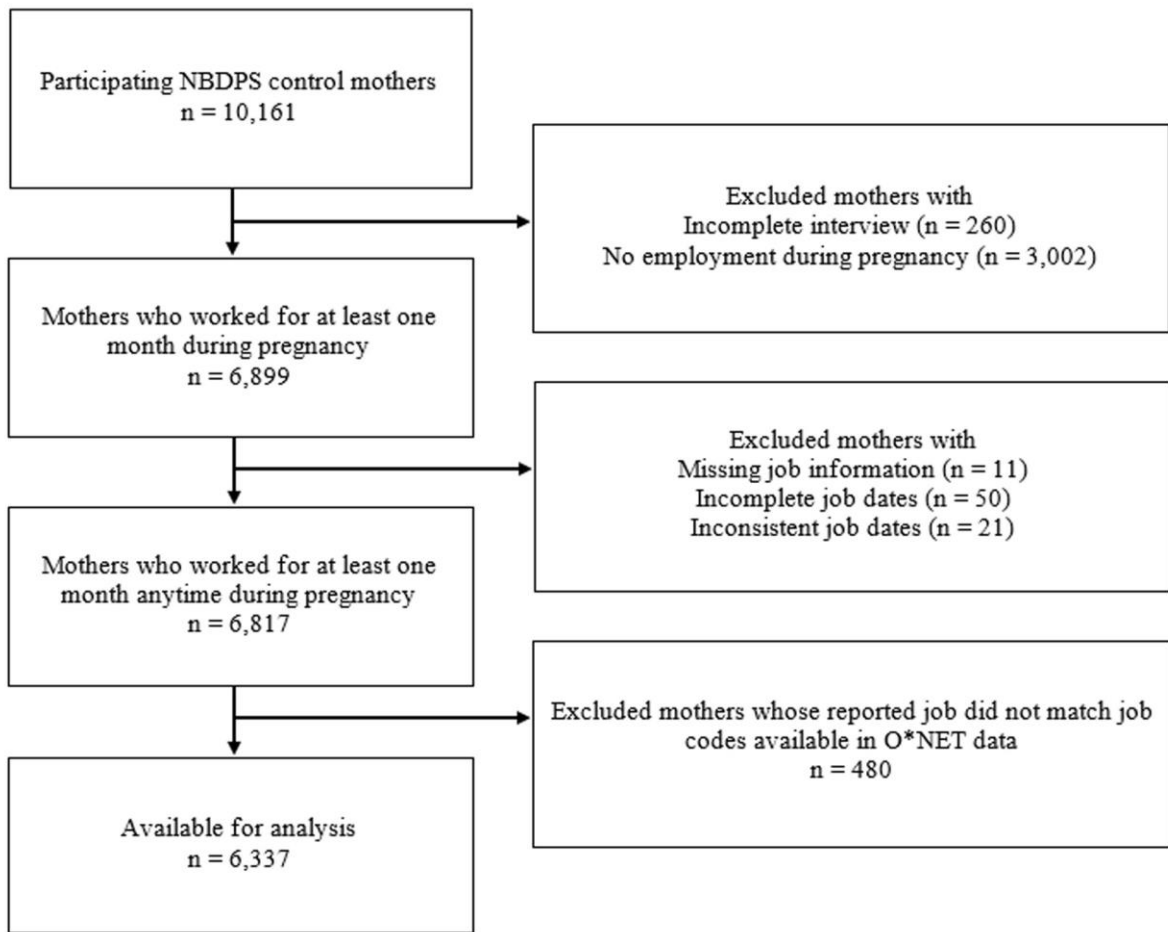 Participating NBDPS control mothers
n = 10,161
Excluded mothers with
Incomplete interview (n = 260)
No employment during pregnancy (n = 3,002)
Mothers who worked for at least one
month during pregnancy
n = 6,899
Excluded mothers with
Missing job information (n = 11)
Incomplete job dates (n = 50)
Inconsistent job dates (n = 21)
Mothers who worked for at least one
month anytime during pregnancy
n = 6,817
Excluded mothers whose reported job did not match job
codes available in O*NET data
n = 480
Available for analysis
n = 6,337